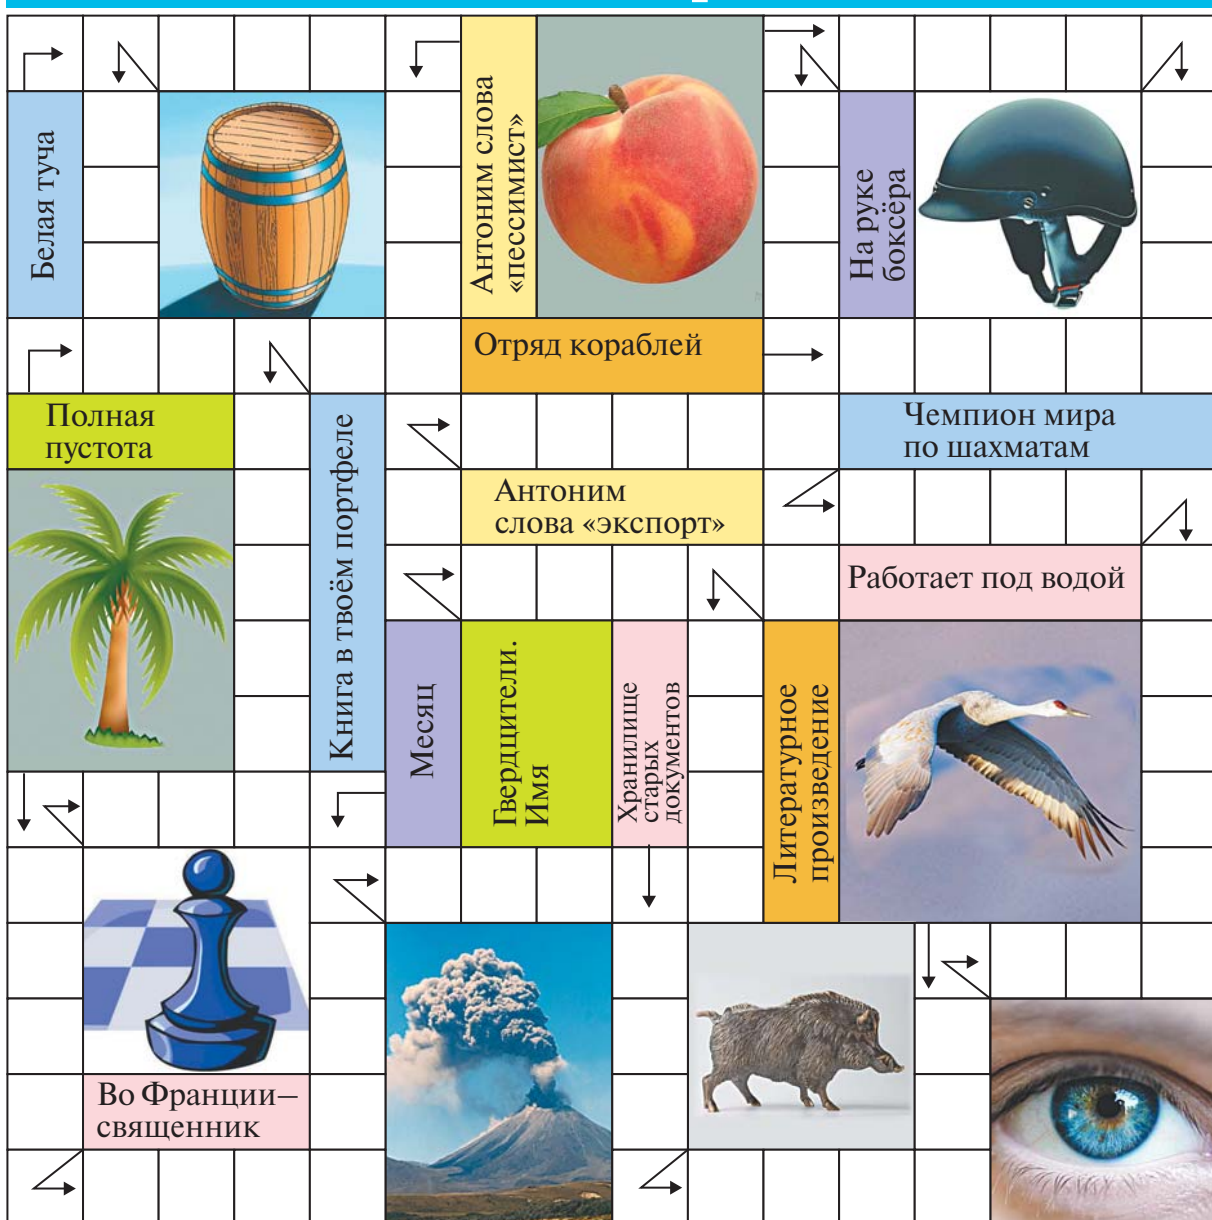 Белая туча
Антоним слова
«пессимист»
На руке
боксёра
Отряд кораблей
Полная
пустота
Книга в твоём портфеле
Чемпион мира
по шахматам
Антоним
слова «экспорт»
Работает под водой
Месяц
Гвердцители.
Имя
Хранилище
старых
документов
Литературное
произведение
Во Франции–
священник